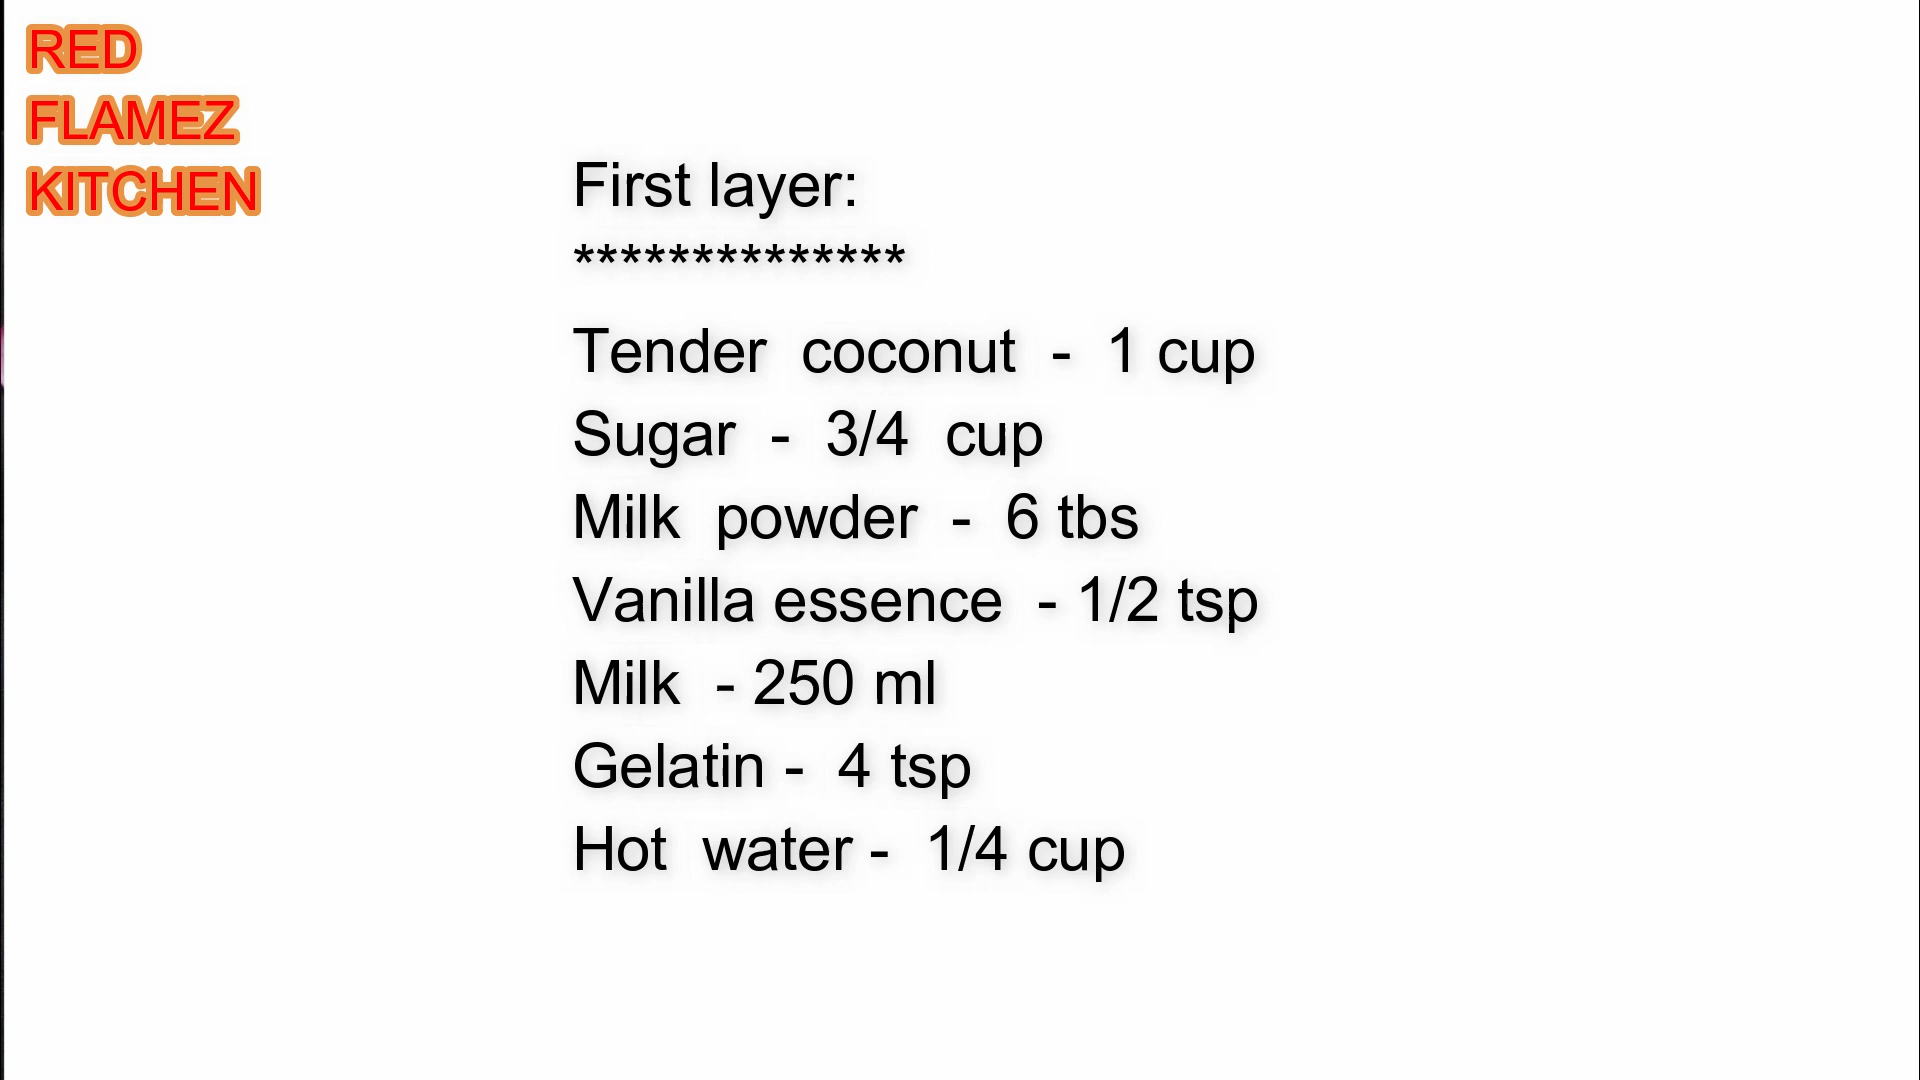 RED
FLAMEZ
KITCHEN
First layer:
**************
Tender coconut - 1 cup
Sugar - 3/4 cup
Milk powder - 6 tbs
Vanilla essence - 1/2 tsp
Milk - 250 ml
Gelatin - 4 tsp
Hot water - 1/4 cup